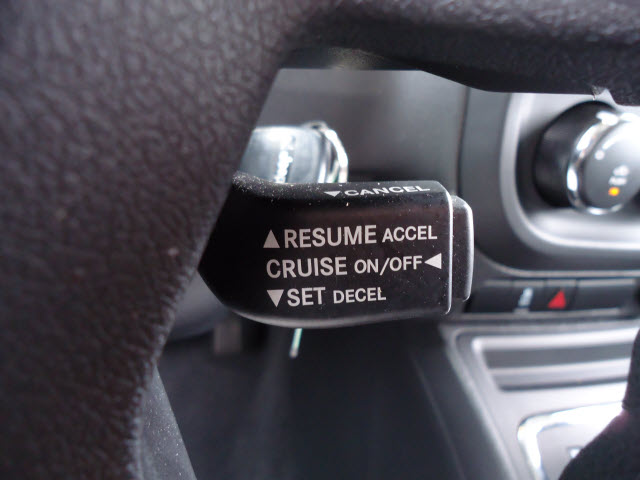 ▼CANCEL
▲RESUME ACCEL
CRUISE ON/OFF◀
▼SET DECEL